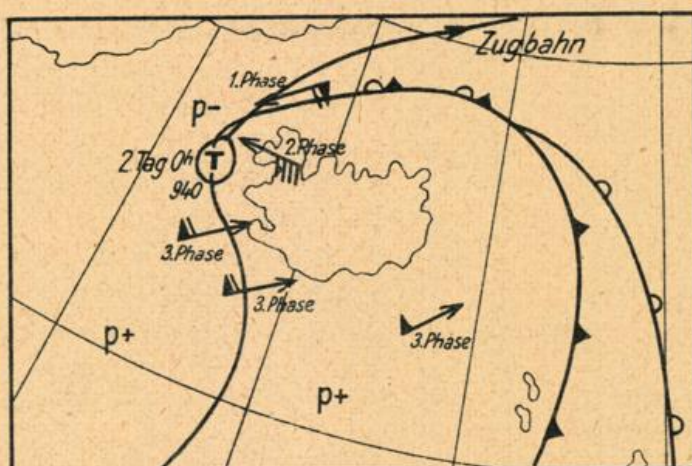 Zugbahn
1. Phase
p-
2. Phase
2 Tag 0h
T
940
3. Phase
3. Phase
p+
3. Phase
p+